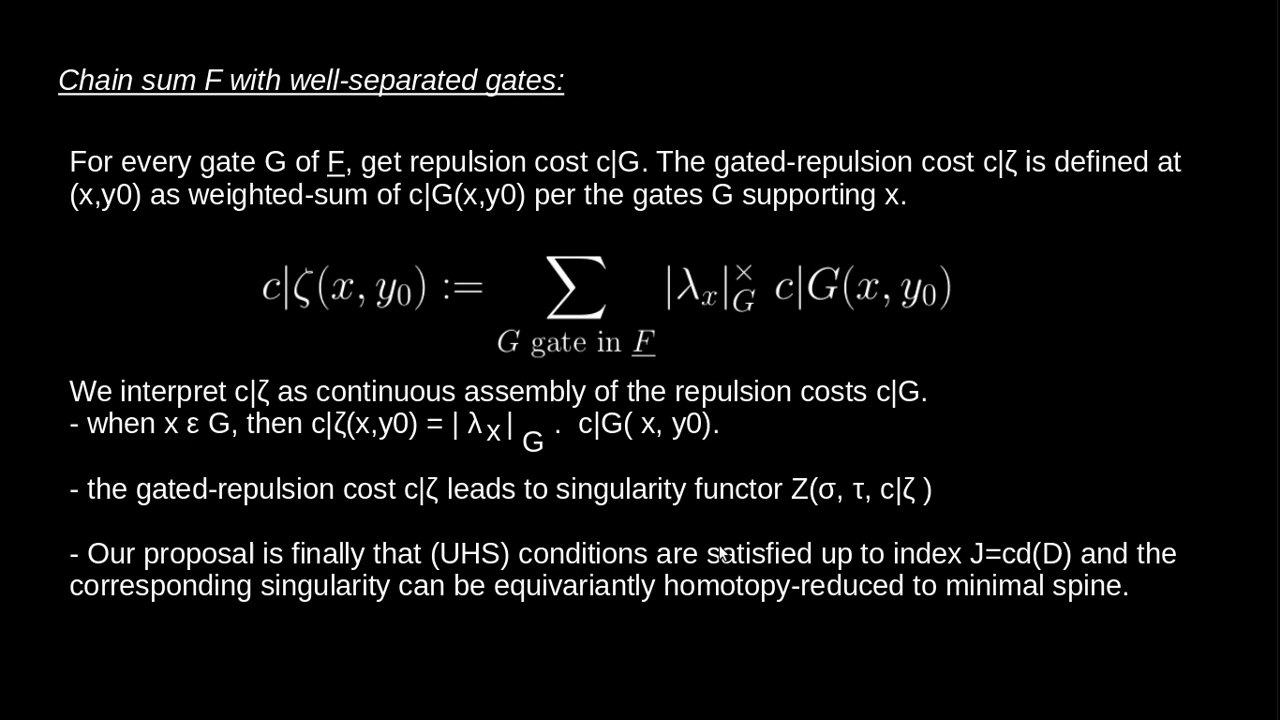 Chain sum F with well-separated gates:
For every gate G of F, get repulsion cost c|G. The gated-repulsion cost c|ζ is defined at
(x,y0) as weighted-sum of c|G(x,y0) per the gates G supporting x.
c|ζ(x, y₀) := ∑ |λₓ|ˣ_G c|G(x, y₀)
G gate in F
We interpret c|ζ as continuous assembly of the repulsion costs c|G.
- when x ε G, then c|ζ(x,y0) = | λ x | G . c|G( x, y0).
- the gated-repulsion cost c|ζ leads to singularity functor Z(σ, τ, c|ζ )
- Our proposal is finally that (UHS) conditions are satisfied up to index J=cd(D) and the
corresponding singularity can be equivariantly homotopy-reduced to minimal spine.